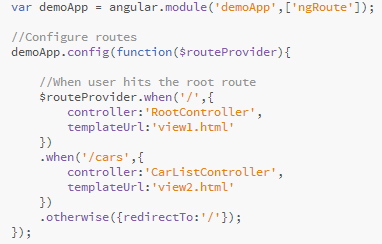 var demoApp = angular.module('demoApp',['ngRoute']);
//Configure routes
demoApp.config(function($routeProvider){
//When user hits the root route
$routeProvider.when('/',{
controller:'RootController',
templateUrl:'view1.html'
})
.when('/cars',{
controller:'CarListController',
templateUrl:'view2.html'
})
.otherwise({redirectTo:'/'});
});